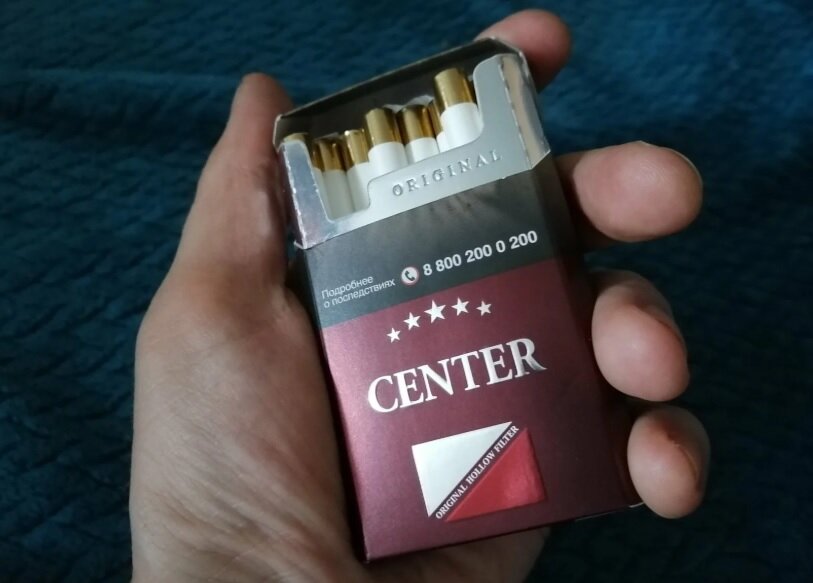 ORIGINAL
Подробнее
о последствиях 8 800 200 0 200
CENTER
ORIGINAL HOLLOW FILTER